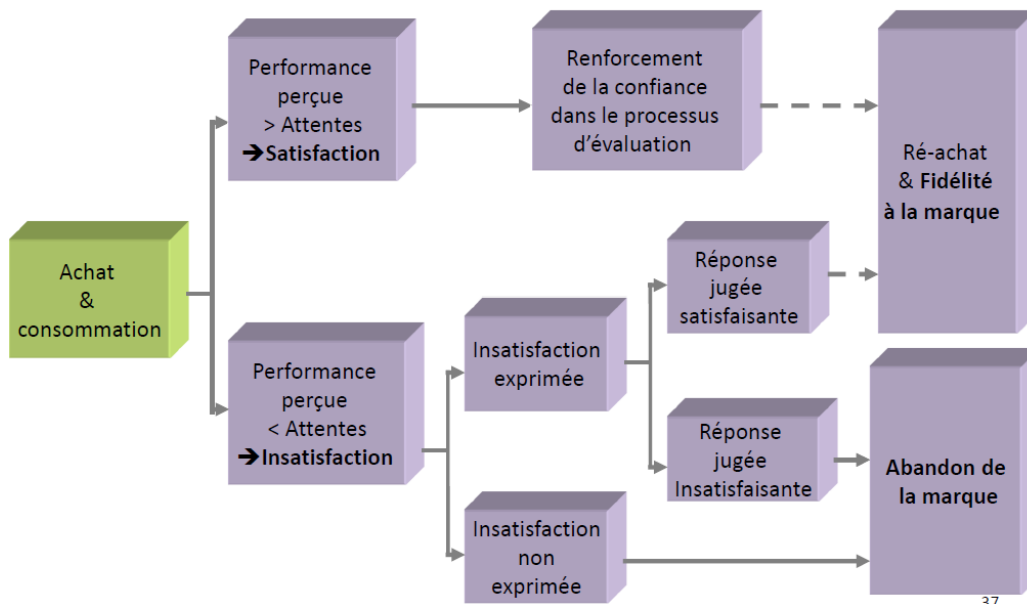 Achat
&
consommation
Performance
perçue
> Attentes
➔Satisfaction
Renforcement
de la confiance
dans le processus
d'évaluation
Ré-achat
& Fidélité
à la marque
Performance
perçue
< Attentes
➔Insatisfaction
Insatisfaction
exprimée
Réponse
jugée
satisfaisante
Réponse
jugée
Insatisfaisante
Insatisfaction
non
exprimée
Abandon de
la marque
37